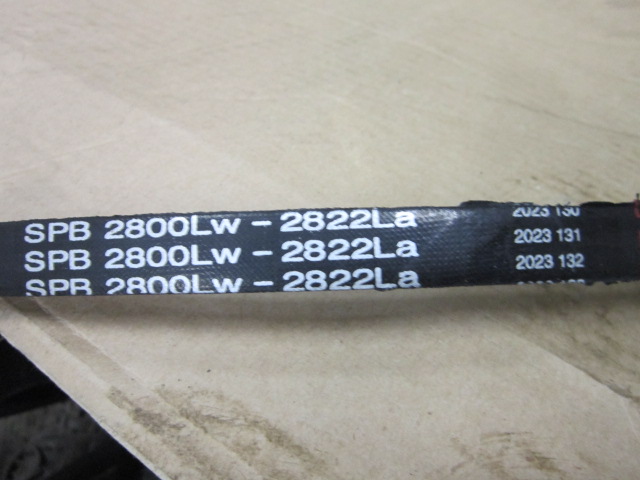 SPB 2800Lw - 2822La 2023 130
SPB 2800Lw - 2822La 2023 131
SPB 2800Lw - 2822La 2023 132